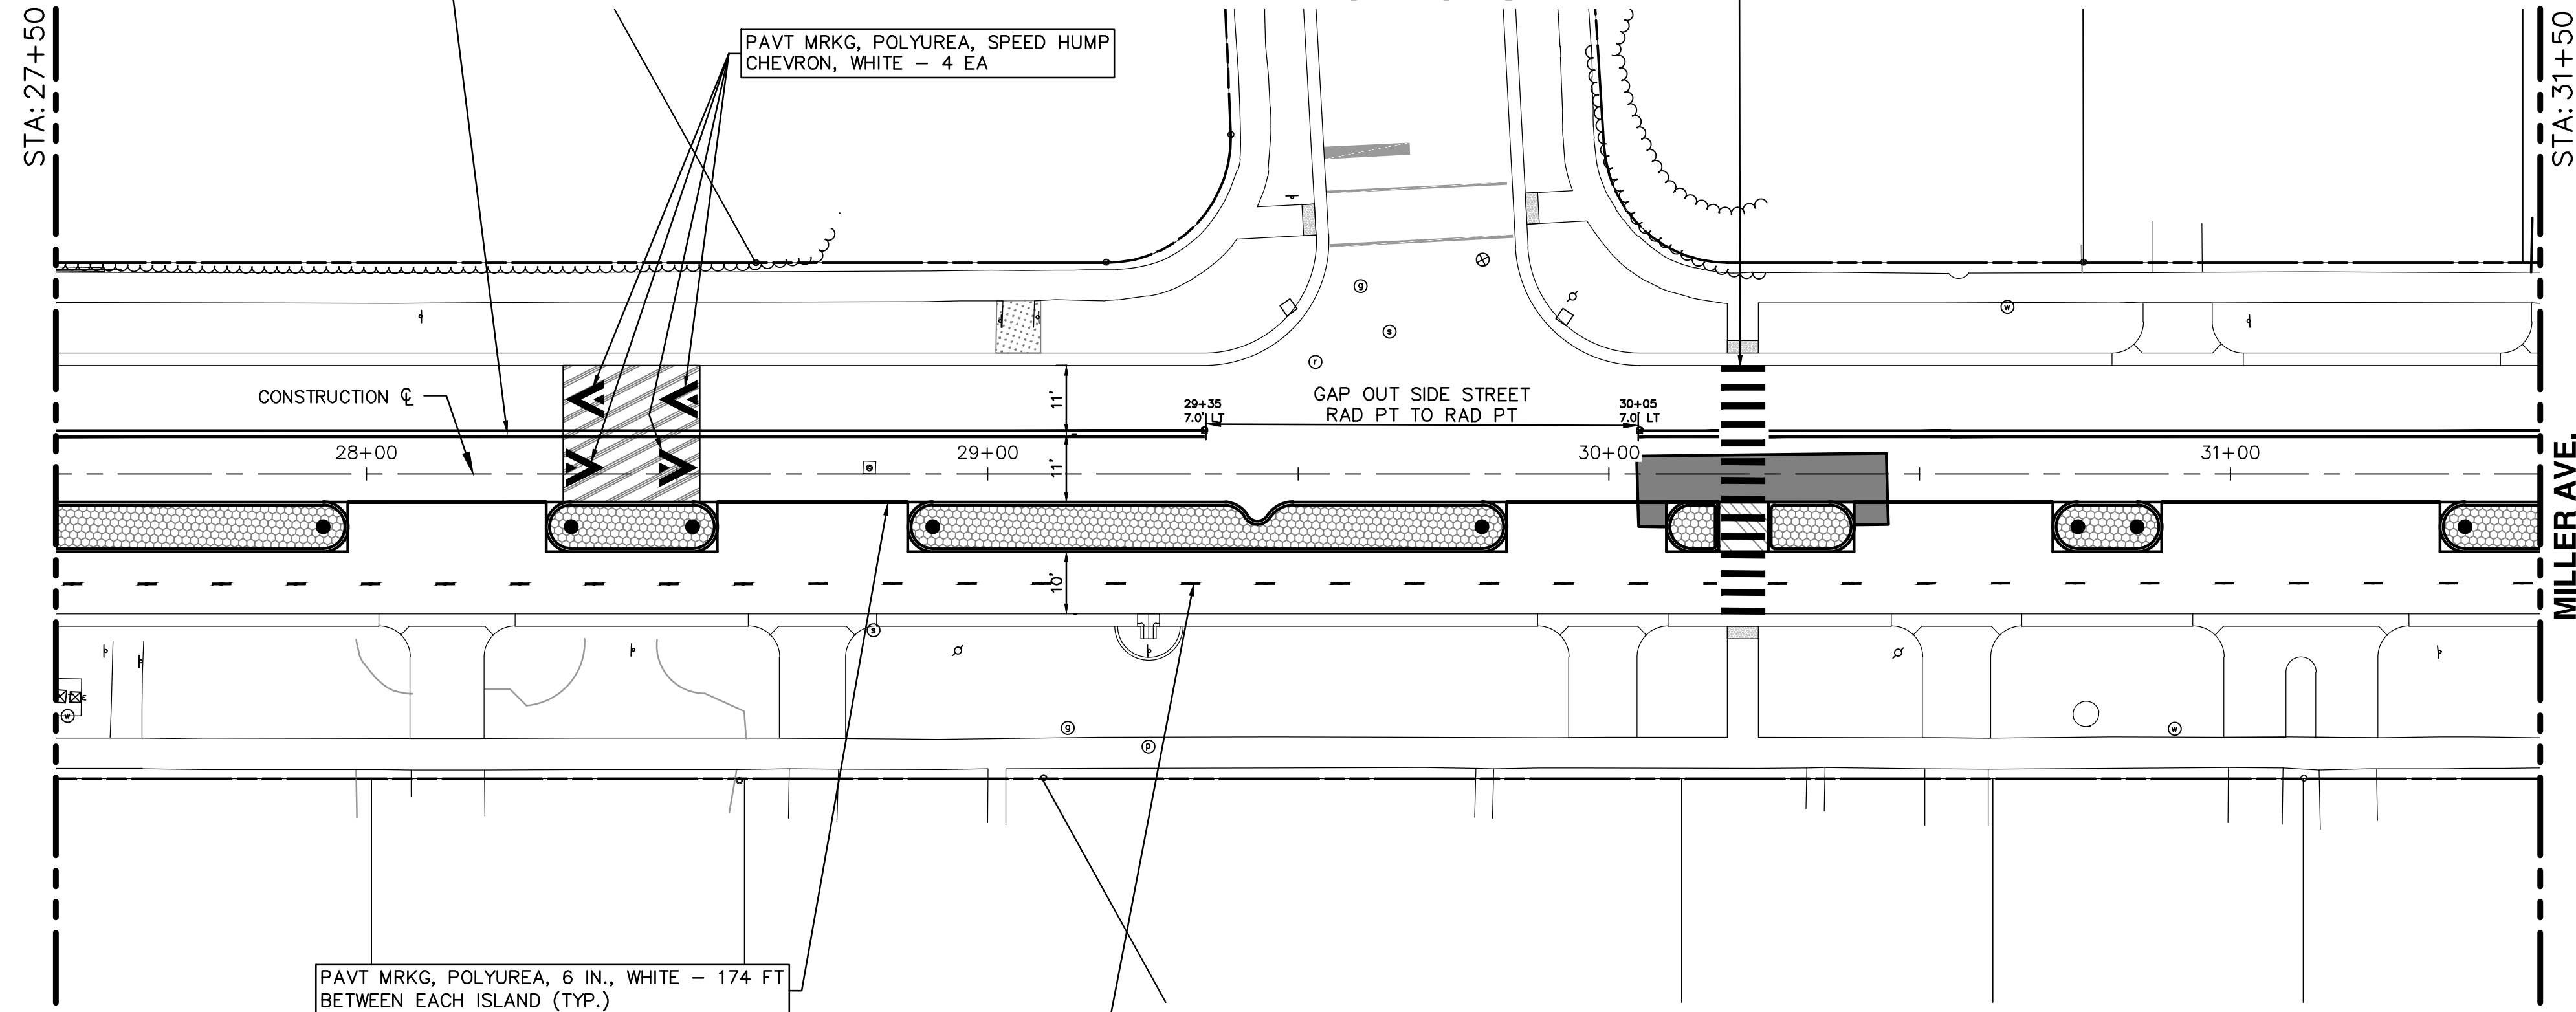 STA: 27+50
PAVT MRKG, POLYUREA, SPEED HUMP
CHEVRON, WHITE – 4 EA
STA: 31+50
CONSTRUCTION ℄
11'
29+35
7.0' LT
GAP OUT SIDE STREET
RAD PT TO RAD PT
30+05
7.0' LT
28+00
29+00
11'
30+00
31+00
10'
MILLER AVE.
g
s
r
w
s
g
p
w
w
E
PAVT MRKG, POLYUREA, 6 IN., WHITE – 174 FT
BETWEEN EACH ISLAND (TYP.)